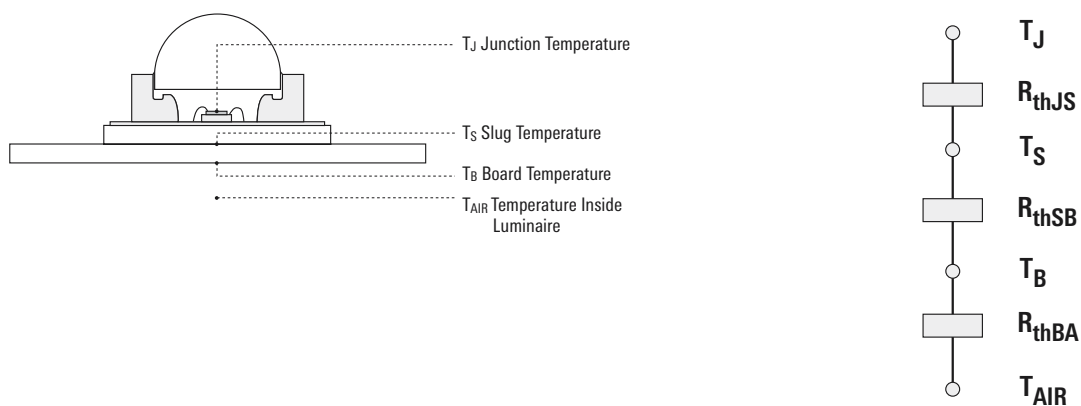 TJ Junction Temperature
TS Slug Temperature
TB Board Temperature
TAIR Temperature Inside
Luminaire
TJ
RthJS
TS
RthSB
TB
RthBA
TAIR